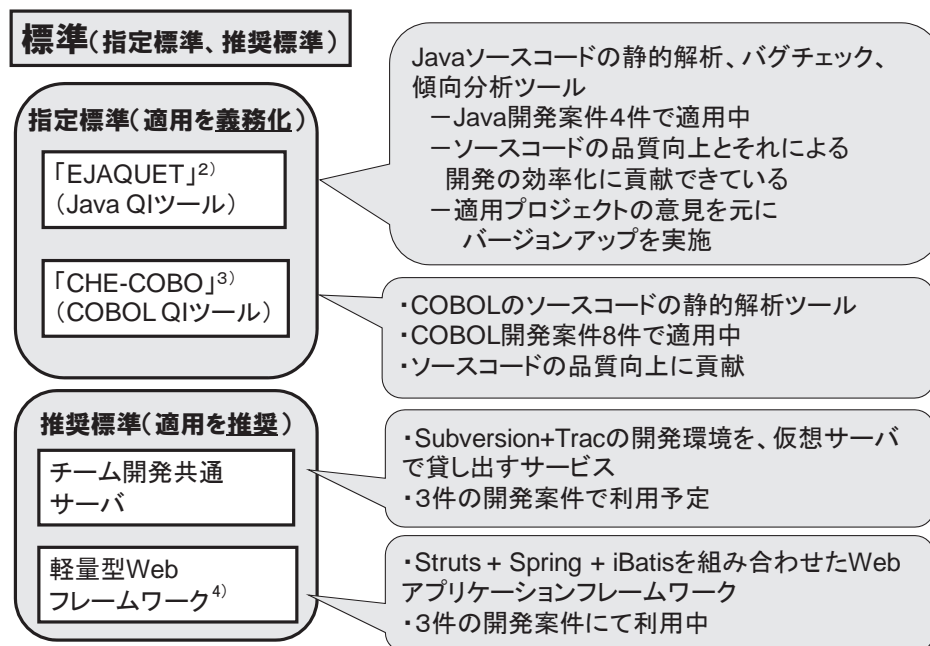 標準(指定標準、推奨標準)
指定標準(適用を義務化)
「EJAQUET」2)
(Java QIツール)
Javaソースコードの静的解析、バグチェック、
傾向分析ツール
－Java開発案件4件で適用中
－ソースコードの品質向上とそれによる
開発の効率化に貢献できている
－適用プロジェクトの意見を元に
バージョンアップを実施
「CHE-COBO」3)
(COBOL QIツール)
・COBOLのソースコードの静的解析ツール
・COBOL開発案件8件で適用中
・ソースコードの品質向上に貢献
推奨標準(適用を推奨)
チーム開発共通
サーバ
・Subversion+Tracの開発環境を、仮想サーバ
で貸し出すサービス
・3件の開発案件で利用予定
軽量型Web
フレームワーク4)
・Struts + Spring + iBatisを組み合わせたWeb
アプリケーションフレームワーク
・3件の開発案件にて利用中